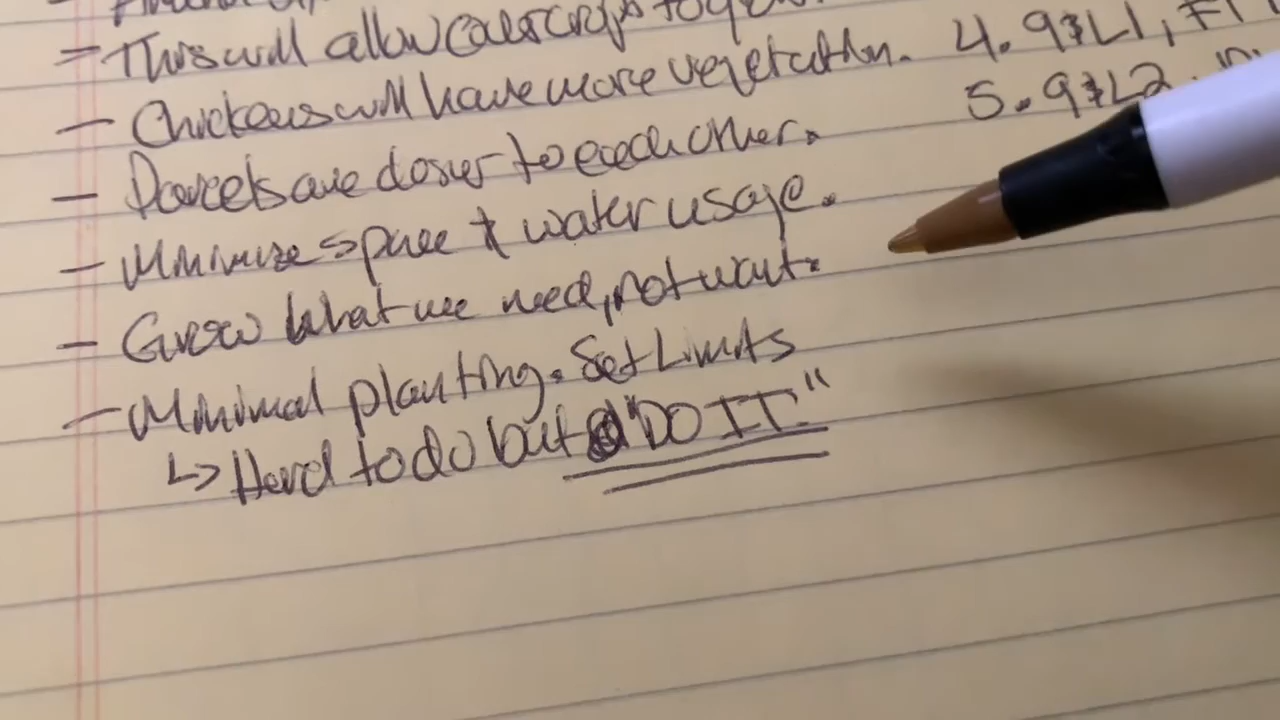 - This will allow crops to
- Chickens will have more vegetation.
- Parcels are closer to each other.
- Minimize space & water usage.
- Grow what we need, not want.
- Minimal planting. Set Limits
↳ Hard to do but "DO IT."
4. 9
5. 9